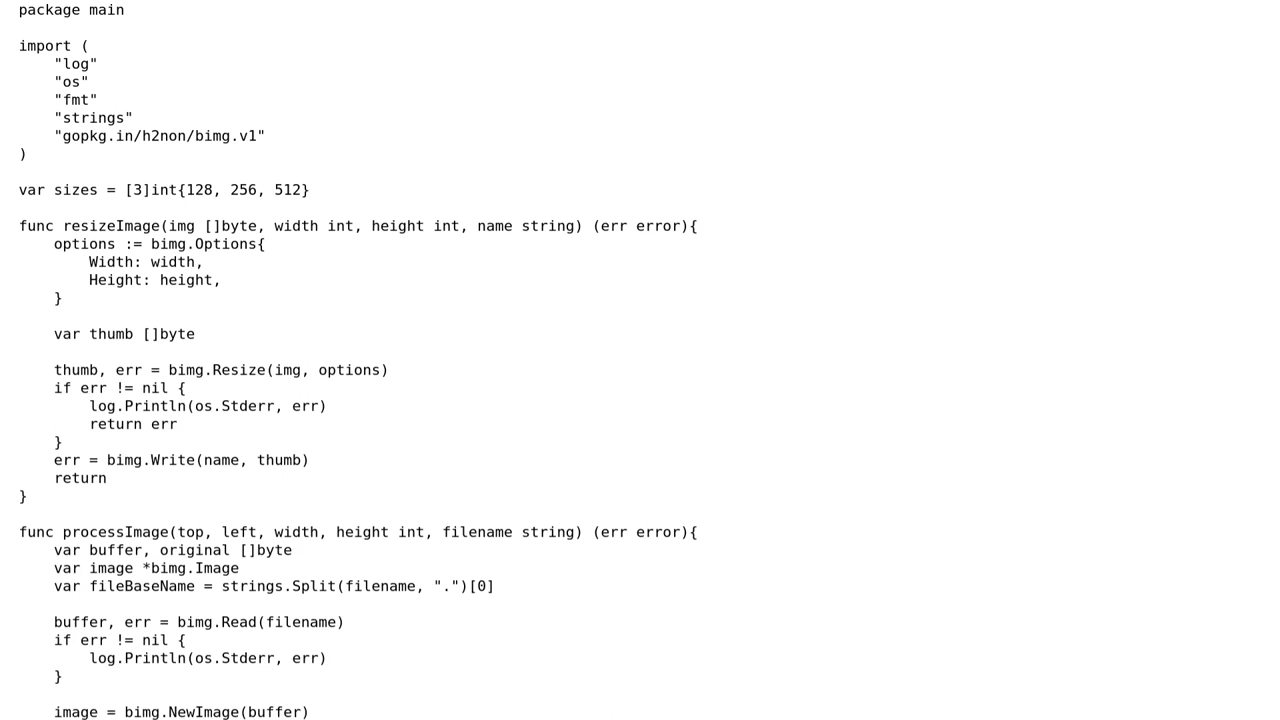 package main

import (
    "log"
    "os"
    "fmt"
    "strings"
    "gopkg.in/h2non/bimg.v1"
)

var sizes = [3]int{128, 256, 512}

func resizeImage(img []byte, width int, height int, name string) (err error){
    options := bimg.Options{
        Width: width,
        Height: height,
    }

    var thumb []byte

    thumb, err = bimg.Resize(img, options)
    if err != nil {
        log.Println(os.Stderr, err)
        return err
    }
    err = bimg.Write(name, thumb)
    return
}

func processImage(top, left, width, height int, filename string) (err error){
    var buffer, original []byte
    var image *bimg.Image
    var fileBaseName = strings.Split(filename, ".")[0]

    buffer, err = bimg.Read(filename)
    if err != nil {
        log.Println(os.Stderr, err)
    }

    image = bimg.NewImage(buffer)